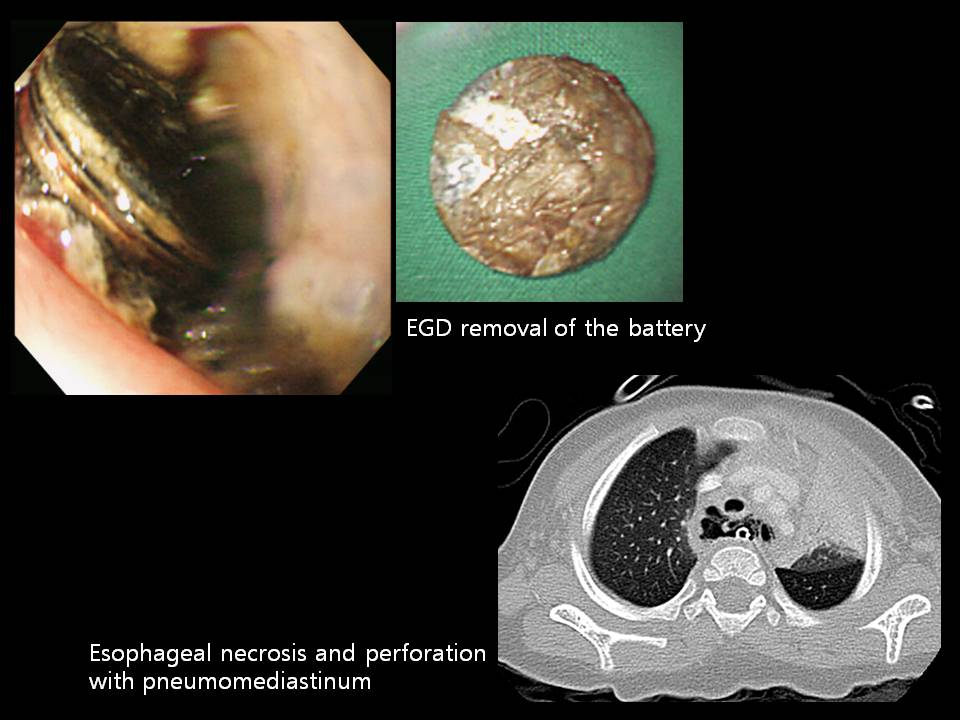 EGD removal of the battery
Esophageal necrosis and perforation
with pneumomediastinum